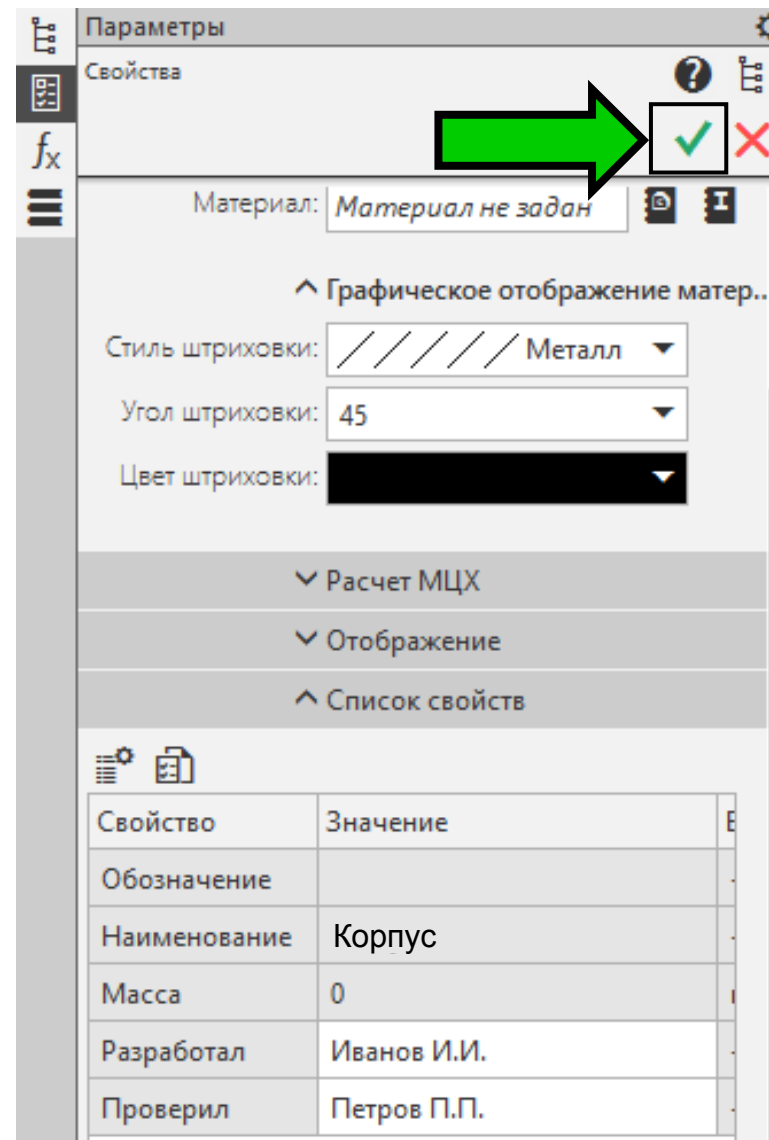 Параметры
Свойства
fx
Материал: Материал не задан
Графическое отображение матер..
Стиль штриховки: Металл
Угол штриховки: 45
Цвет штриховки:
Расчет МЦХ
Отображение
Список свойств
Свойство Значение
Обозначение
Наименование Корпус
Масса 0
Разработал Иванов И.И.
Проверил Петров П.П.